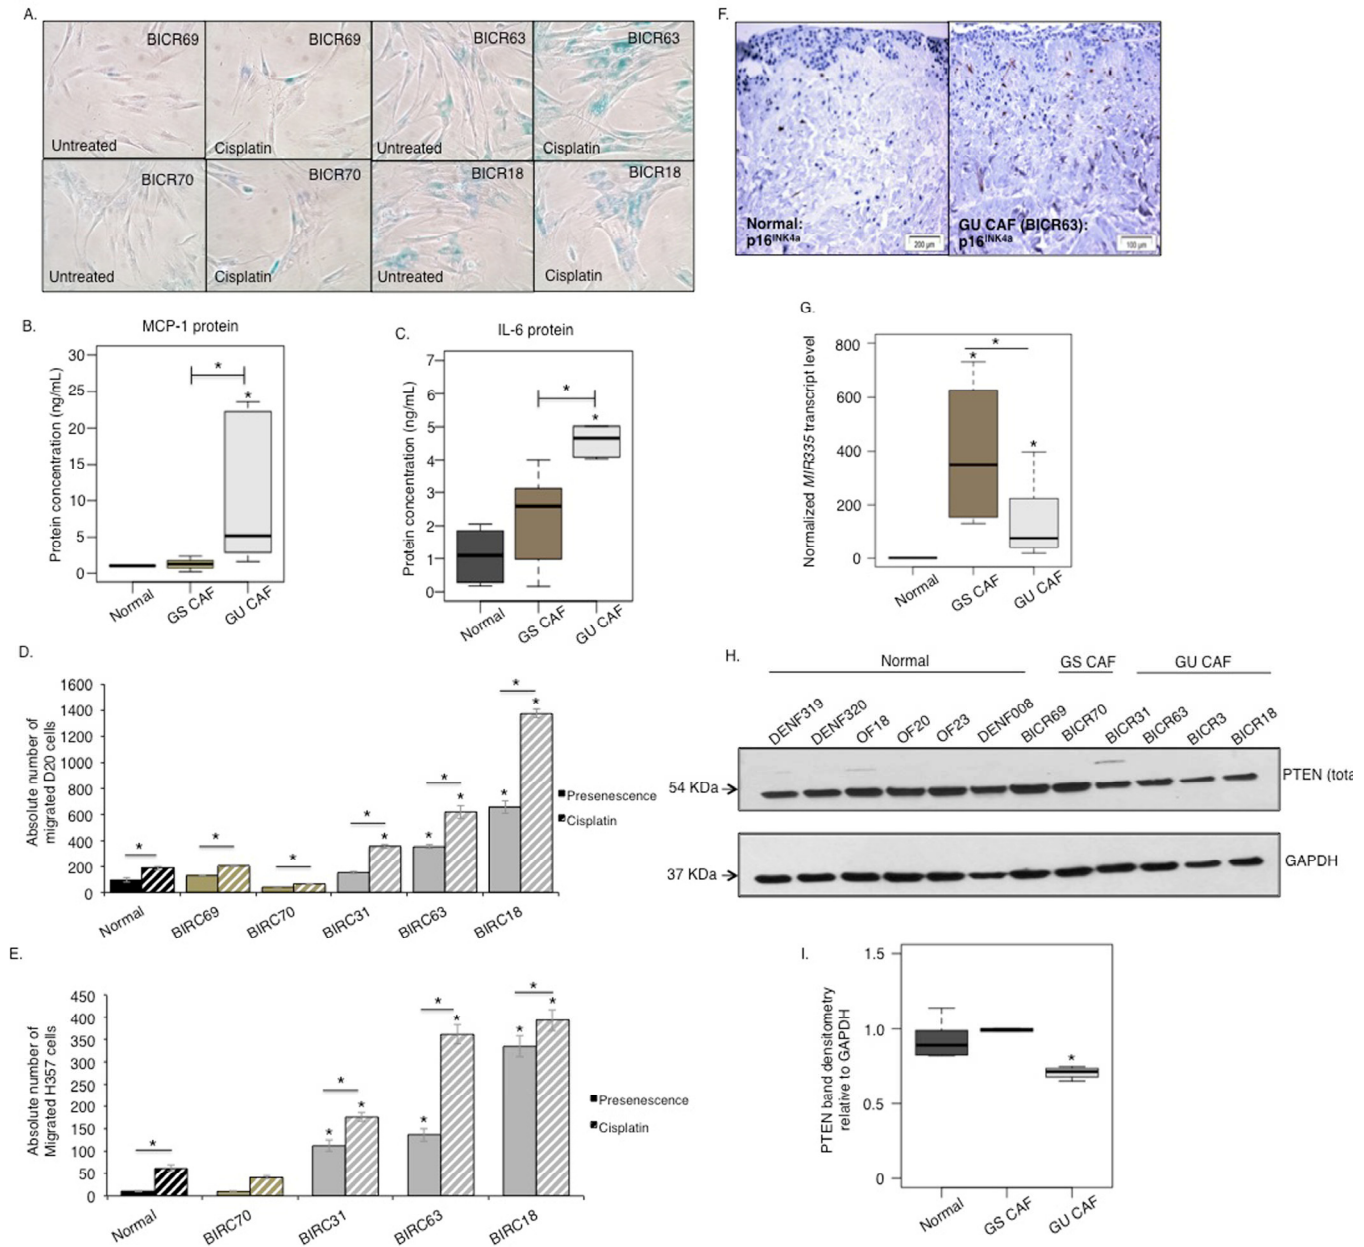 A.
BICR69
BICR69
BICR63
BICR63
Untreated
Cisplatin
Untreated
Cisplatin
BICR70
BICR70
BICR18
BICR18
Untreated
Cisplatin
Untreated
Cisplatin
F.
Normal:
p16INK4a
200 µm
GU CAF (BICR63):
p16INK4a
100 µm
B.
MCP-1 protein
Protein concentration (ng/mL)
30
25
20
15
10
5
0
*
*
Normal
GS CAF
GU CAF
C.
IL-6 protein
Protein concentration (ng/mL)
7
6
5
4
3
2
1
0
*
*
Normal
GS CAF
GU CAF
G.
Normalized MIR335 transcript level
800
600
400
200
0
*
*
*
Normal
GS CAF
GU CAF
D.
Absolute number of
migrated D20 cells
1600
1400
1200
1000
800
600
400
200
0
* * * * * * * * * * *
Normal
BIRC69
BIRC70
BIRC31
BIRC63
BIRC18
Presenescence
Cisplatin
E.
Absolute number of
Migrated H357 cells
450
400
350
300
250
200
150
100
50
0
* * * * * * * * * *
Normal
BIRC70
BIRC31
BIRC63
BIRC18
Presenescence
Cisplatin
H.
Normal
GS CAF
GU CAF
DENF319
DENF320
OF18
OF20
OF23
DENF008
BICR69
BICR70
BICR31
BICR63
BICR3
BICR18
54 KDa
PTEN (tota
37 KDa
GAPDH
I.
PTEN band densitometry
relative to GAPDH
1.5
1.0
0.5
0
*
Normal
GS CAF
GU CAF